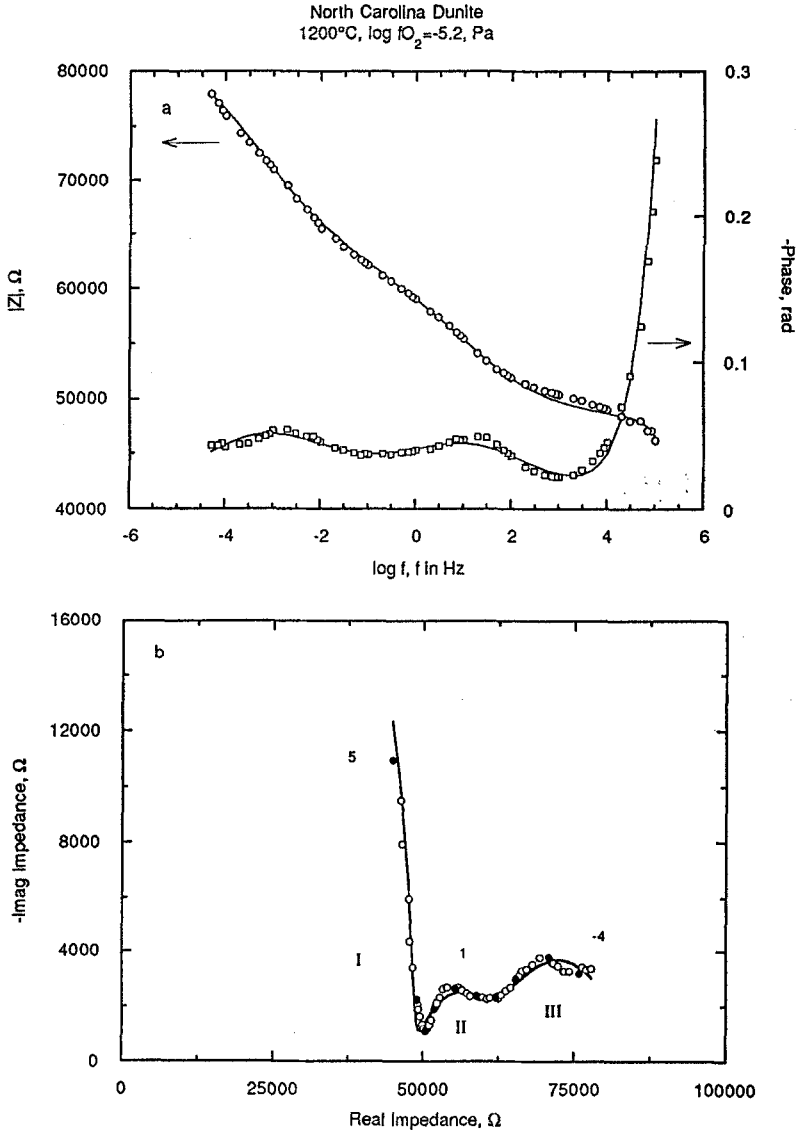 North Carolina Dunite
1200°C, log fO2=-5.2, Pa
80000
70000
60000
50000
40000
|Z|, Ω
a
0.3
0.2
0.1
0
-Phase, rad
-6 -4 -2 0 2 4 6
log f, f in Hz
16000
12000
8000
4000
0
-Imag Impedance, Ω
b
5
I
1
II
-4
III
0 25000 50000 75000 100000
Real Impedance, Ω